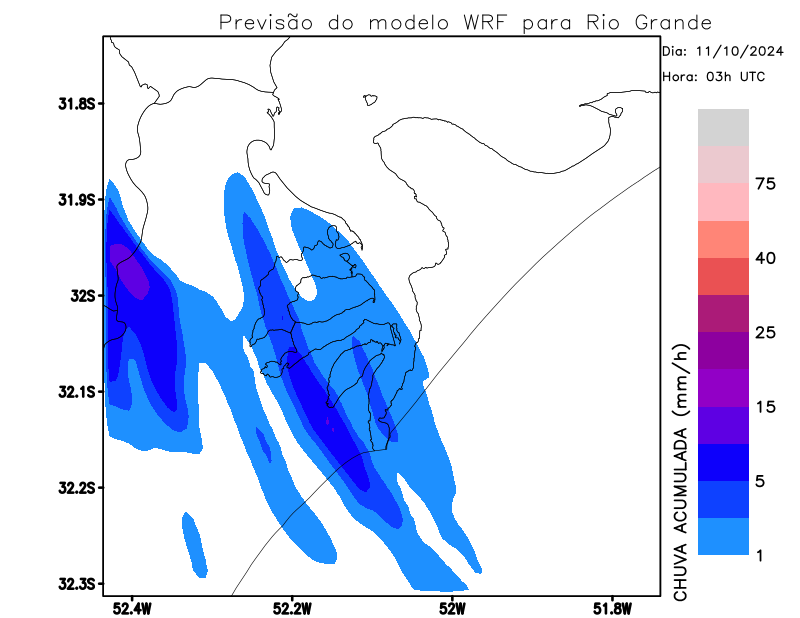 Previsão do modelo WRF para Rio Grande
Dia: 11/10/2024
Hora: 03h UTC
31.8S
31.9S
32S
32.1S
32.2S
32.3S
52.4W
52.2W
52W
51.8W
75
40
25
15
5
1
CHUVA ACUMULADA (mm/h)